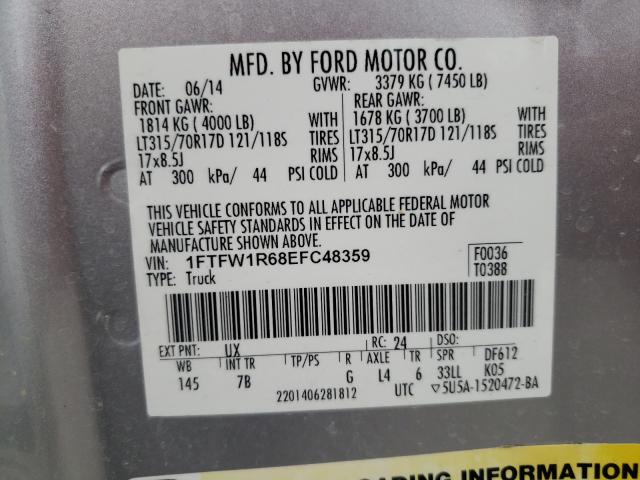 MFD. BY FORD MOTOR CO.
DATE: 06/14 GVWR: 3379 KG ( 7450 LB)
FRONT GAWR: REAR GAWR:
1814 KG ( 4000 LB) WITH 1678 KG ( 3700 LB) WITH
LT315/70R17D 121/118S TIRES LT315/70R17D 121/118S TIRES
17x8.5J RIMS 17x8.5J RIMS
AT 300 kPa/ 44 PSI COLD AT 300 kPa/ 44 PSI COLD
THIS VEHICLE CONFORMS TO ALL APPLICABLE FEDERAL MOTOR
VEHICLE SAFETY STANDARDS IN EFFECT ON THE DATE OF
MANUFACTURE SHOWN ABOVE.
VIN: 1FTFW1R68EFC48359 F0036
TYPE: Truck T0388
EXT PNT: UX RC: 24 DSO:
WB INT TR TP/PS R AXLE TR SPR DF612
145 7B G L4 6 33LL K05
2201406281812 UTC ▽5U5A-1520472-BA
LOADING INFORMATION